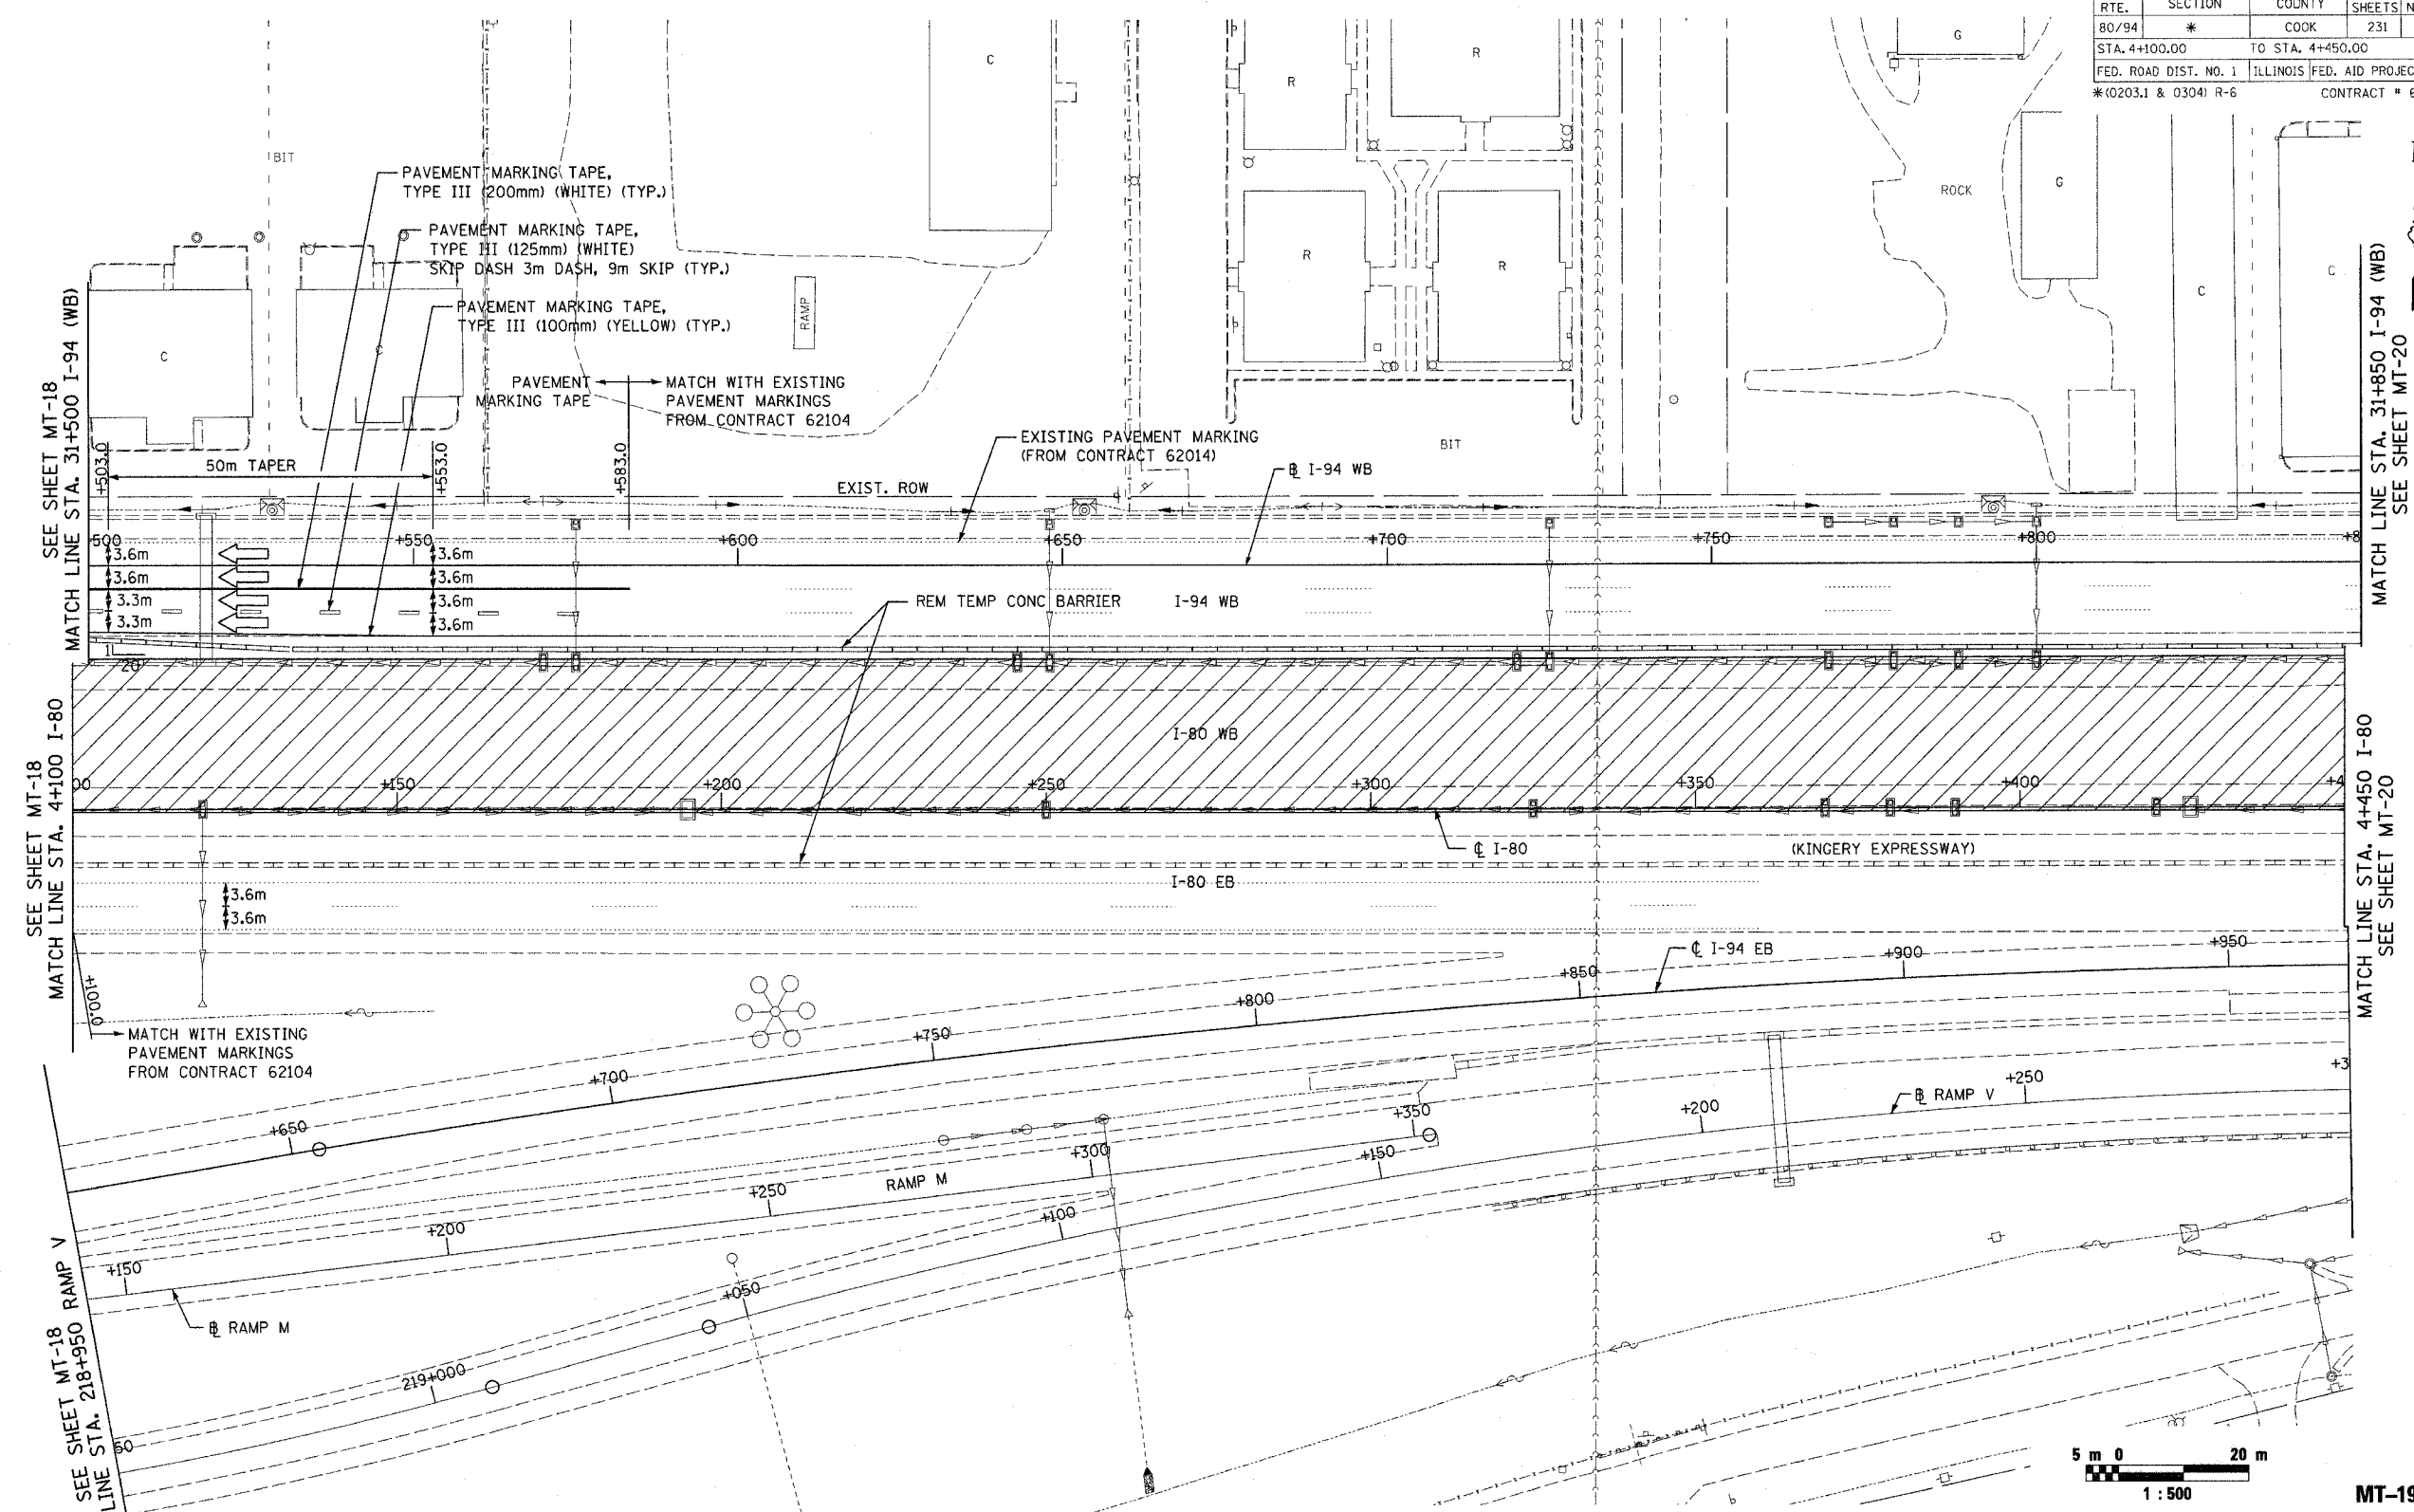 RTE.
SECTION
COUNTY
SHEETS
80/94
*
COOK
231
STA. 4+100.00
TO STA. 4+450.00
FED. ROAD DIST. NO. 1
ILLINOIS
FED. AID PROJEC
*(0203.1 & 0304) R-6
CONTRACT # 6
C
R
R
G
BIT
ROCK
G
R
R
C
C
C
C
RAMP
BIT
PAVEMENT MARKING TAPE,
TYPE III (200mm) (WHITE) (TYP.)
PAVEMENT MARKING TAPE,
TYPE III (125mm) (WHITE)
SKIP DASH 3m DASH, 9m SKIP (TYP.)
PAVEMENT MARKING TAPE,
TYPE III (100mm) (YELLOW) (TYP.)
PAVEMENT
MARKING TAPE
MATCH WITH EXISTING
PAVEMENT MARKINGS
FROM CONTRACT 62104
EXISTING PAVEMENT MARKING
(FROM CONTRACT 62014)
℄ I-94 WB
SEE SHEET MT-18
MATCH LINE STA. 31+500 I-94 (WB)
MATCH LINE STA. 31+850 I-94 (WB)
SEE SHEET MT-20
+503.0
50m TAPER
+553.0
+583.0
EXIST. ROW
500
+550
+600
+650
+700
+750
+800
+8
3.6m
3.6m
3.6m
3.6m
3.3m
3.6m
3.3m
3.6m
REM TEMP CONC BARRIER
I-94 WB
1
20
I-80 WB
SEE SHEET MT-18
MATCH LINE STA. 4+100 I-80
MATCH LINE STA. 4+450 I-80
SEE SHEET MT-20
00
+150
+200
+250
+300
+350
+400
+4
℄ I-80
(KINGERY EXPRESSWAY)
I-80 EB
3.6m
3.6m
+100.0
MATCH WITH EXISTING
PAVEMENT MARKINGS
FROM CONTRACT 62104
℄ I-94 EB
+650
+700
+750
+800
+850
+900
+950
+150
+200
+250
+300
+350
RAMP M
℄ RAMP M
50
219+000
+050
+100
+150
+200
+250
+3
℄ RAMP V
SEE SHEET MT-18
LINE STA. 218+950 RAMP V
5 m 0 20 m
1 : 500
MT-19